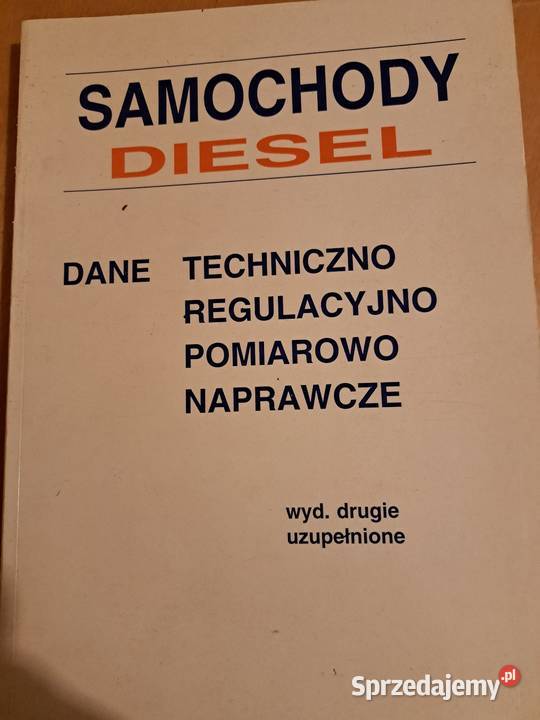 SAMOCHODY
DIESEL
DANE TECHNICZNO
REGULACYJNO
POMIAROWO
NAPRAWCZE
wyd. drugie
uzupełnione
Sprzedajemy.pl